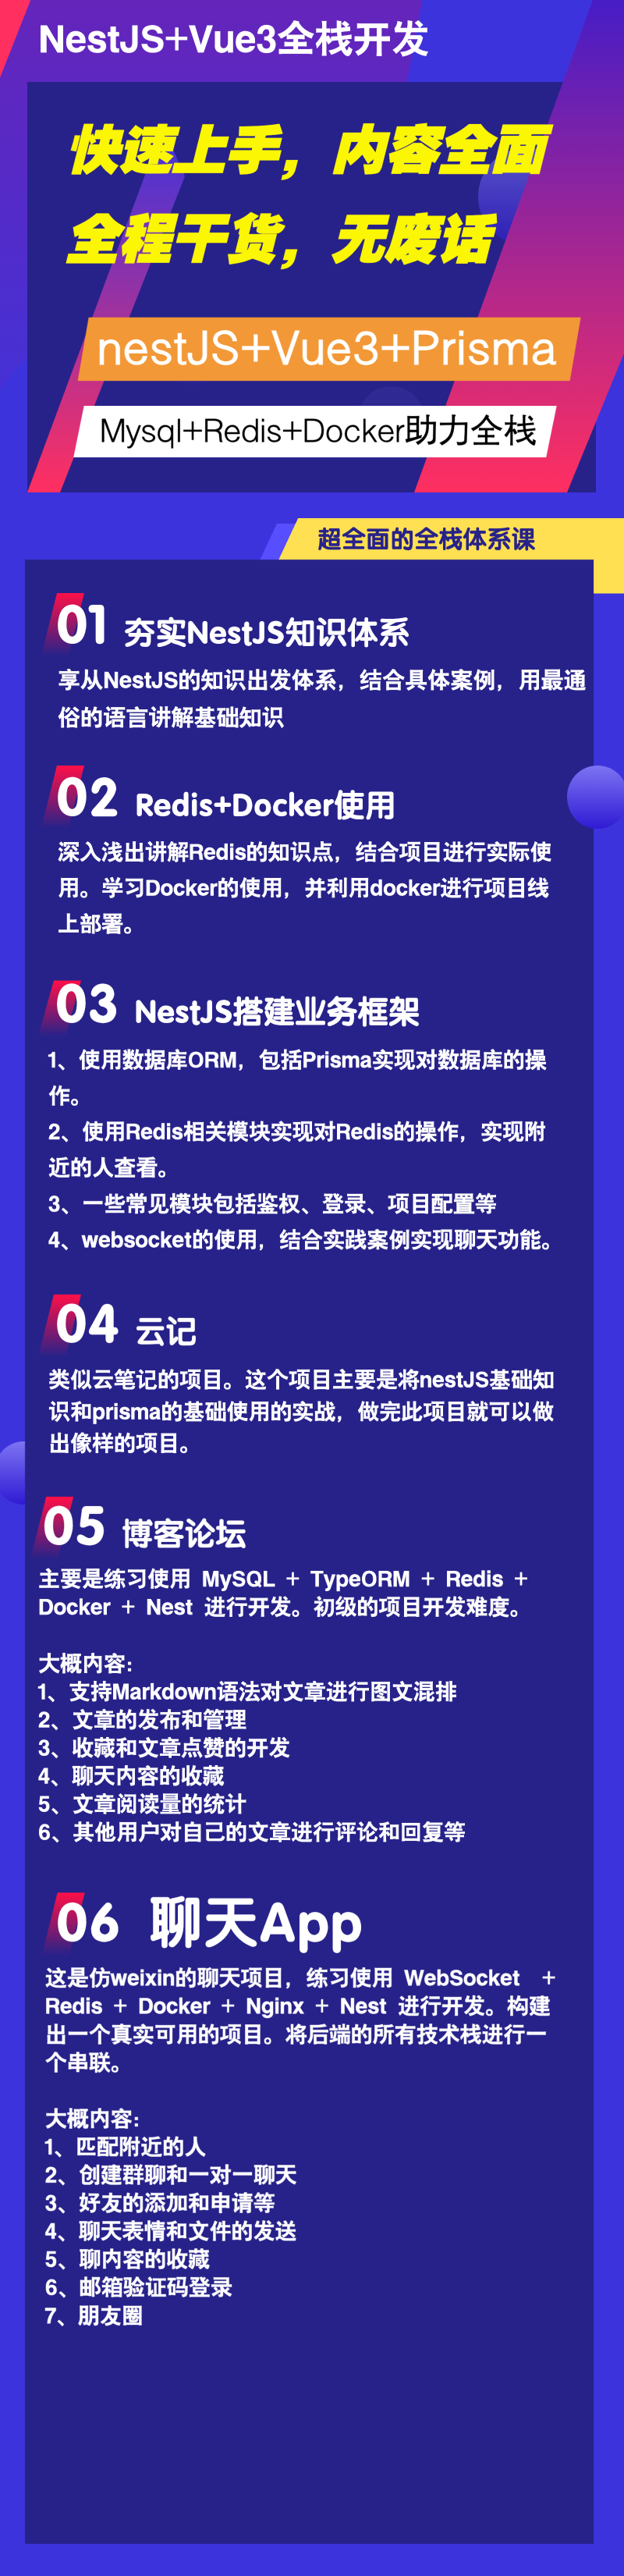 NestJS+Vue3全栈开发
快速上手，内容全面
全程干货，无废话
nestJS+Vue3+Prisma
Mysql+Redis+Docker助力全栈
超全面的全栈体系课
01 夯实NestJS知识体系
享从NestJS的知识出发体系，结合具体案例，用最通
俗的语言讲解基础知识
02 Redis+Docker使用
深入浅出讲解Redis的知识点，结合项目进行实际使
用。学习Docker的使用，并利用docker进行项目线
上部署。
03 NestJS搭建业务框架
1、使用数据库ORM，包括Prisma实现对数据库的操
作。
2、使用Redis相关模块实现对Redis的操作，实现附
近的人查看。
3、一些常见模块包括鉴权、登录、项目配置等
4、websocket的使用，结合实践案例实现聊天功能。
04 云记
类似云笔记的项目。这个项目主要是将nestJS基础知
识和prisma的基础使用的实战，做完此项目就可以做
出像样的项目。
05 博客论坛
主要是练习使用 MySQL + TypeORM + Redis +
Docker + Nest 进行开发。初级的项目开发难度。
大概内容：
1、支持Markdown语法对文章进行图文混排
2、文章的发布和管理
3、收藏和文章点赞的开发
4、聊天内容的收藏
5、文章阅读量的统计
6、其他用户对自己的文章进行评论和回复等
06 聊天App
这是仿weixin的聊天项目，练习使用 WebSocket +
Redis + Docker + Nginx + Nest 进行开发。构建
出一个真实可用的项目。将后端的所有技术栈进行一
个串联。
大概内容：
1、匹配附近的人
2、创建群聊和一对一聊天
3、好友的添加和申请等
4、聊天表情和文件的发送
5、聊内容的收藏
6、邮箱验证码登录
7、朋友圈